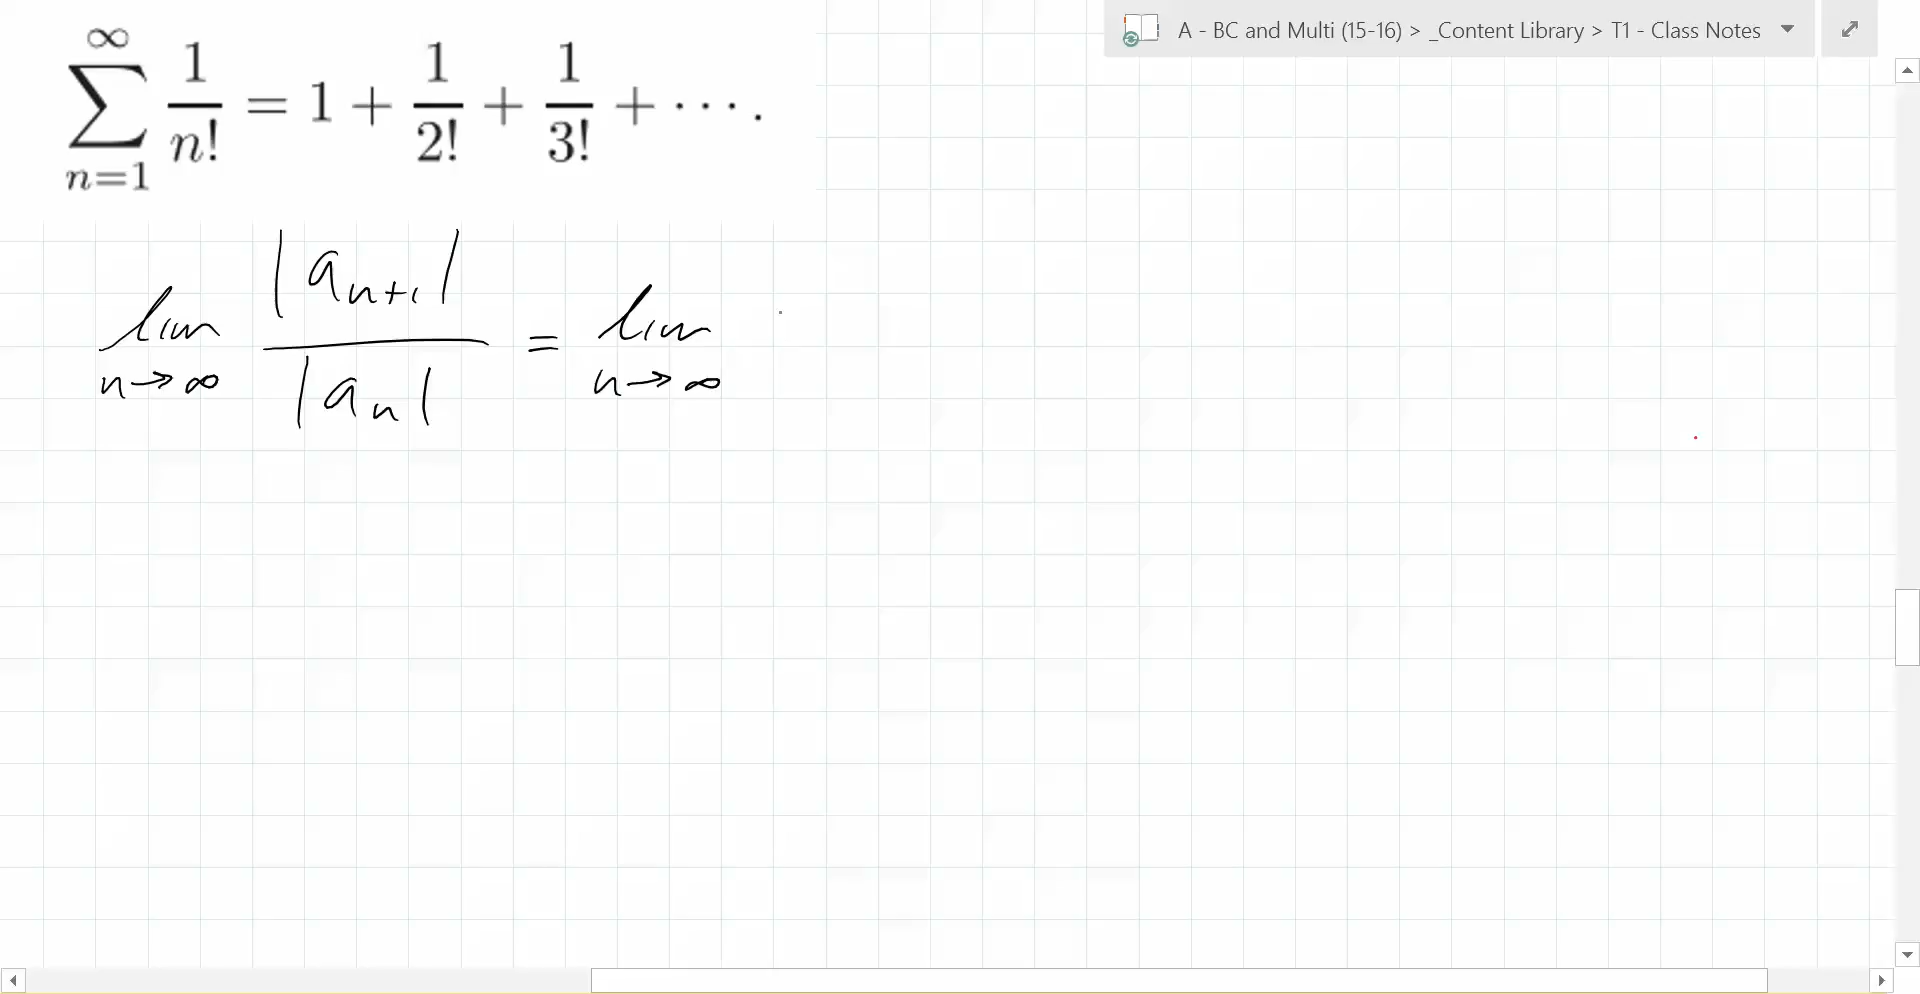 A - BC and Multi (15-16) > _Content Library > T1 - Class Notes
∑_{n=1}^{∞} 1/n! = 1 + 1/2! + 1/3! + ⋯.
lim_{n→∞} |a_{n+1}| / |a_n| = lim_{n→∞}